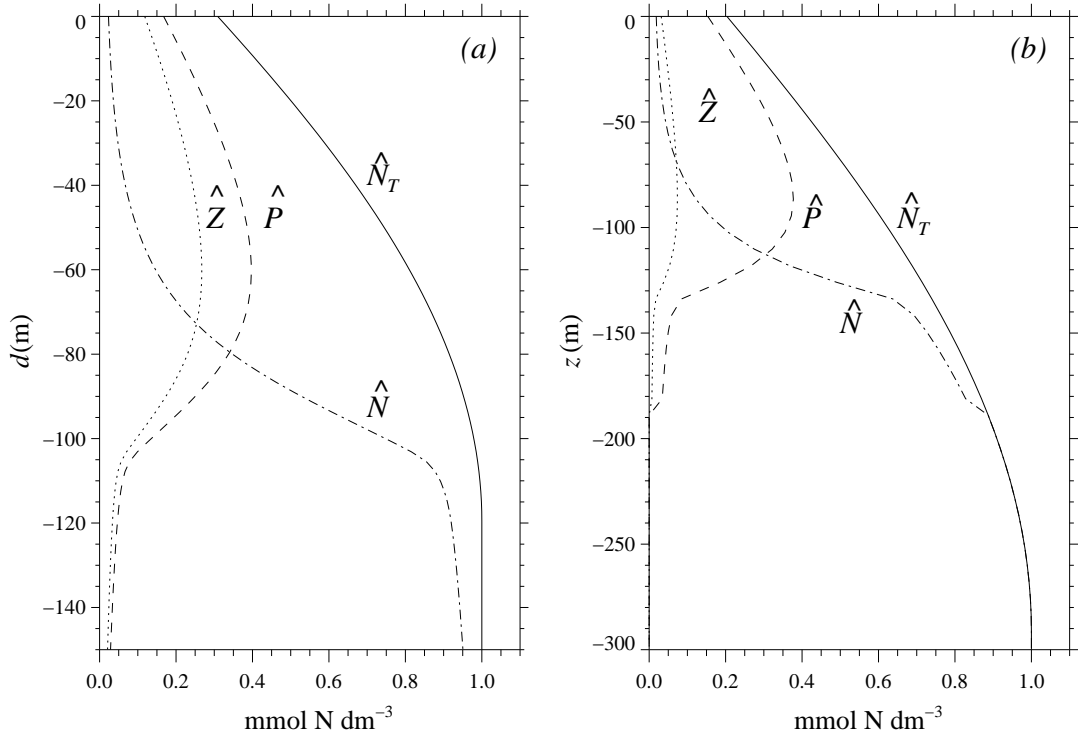 (a)
0
−20
−40
−60
−80
−100
−120
−140
d(m)
N̂_T
Ẑ
P̂
N̂
0.0 0.2 0.4 0.6 0.8 1.0
mmol N dm⁻³
(b)
0
−50
−100
−150
−200
−250
−300
z(m)
Ẑ
P̂
N̂_T
N̂
0.0 0.2 0.4 0.6 0.8 1.0
mmol N dm⁻³